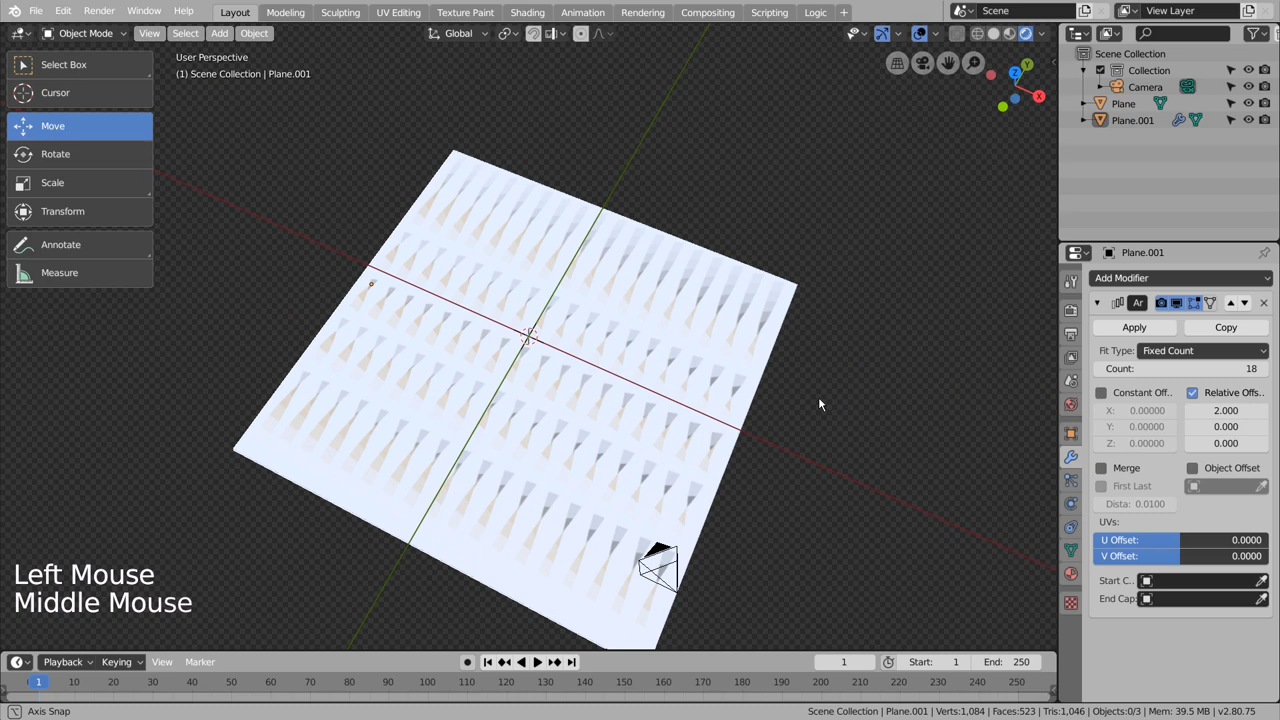 File Edit Render Window Help Layout Modeling Sculpting UV Editing Texture Paint Shading Animation Rendering Compositing Scripting Logic + Scene View Layer
Object Mode View Select Add Object Global
User Perspective
(1) Scene Collection | Plane.001
Select Box
Cursor
Move
Rotate
Scale
Transform
Annotate
Measure
Z
Y
X
Scene Collection
Collection
Camera
Plane
Plane.001
Plane.001
Add Modifier
Ar
Apply Copy
Fit Type: Fixed Count
Count: 18
Constant Off.. Relative Offs..
X: 0.00000 2.000
Y: 0.00000 0.000
Z: 0.00000 0.000
Merge Object Offset
First Last
Dista: 0.0100
UVs:
U Offset: 0.0000
V Offset: 0.0000
Start C..
End Cap:
Left Mouse
Middle Mouse
Playback Keying View Marker 1 Start: 1 End: 250
1 10 20 30 40 50 60 70 80 90 100 110 120 130 140 150 160 170 180 190 200 210 220 230 240 250
Axis Snap Scene Collection | Plane.001 | Verts:1,084 | Faces:523 | Tris:1,046 | Objects:0/3 | Mem: 39.5 MB | v2.80.75